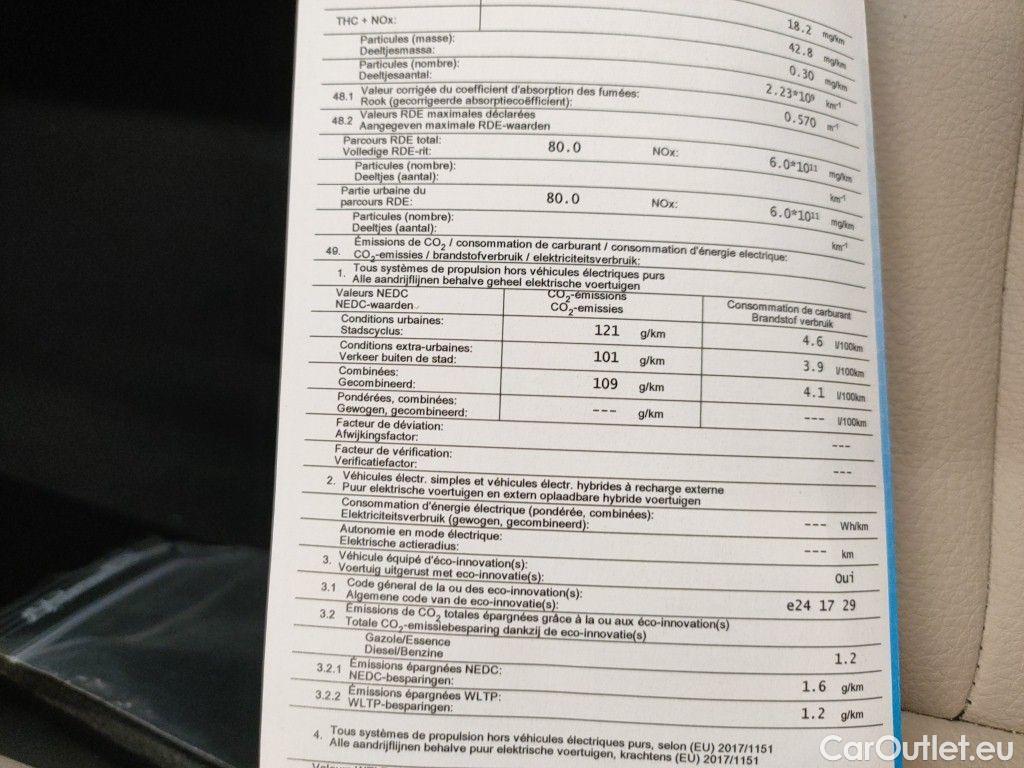 18.2 mg/km
THC + NOx:
42.8 mg/km
Particules (masse):
Deeltjesmassa:
0.30 mg/km
Particules (nombre):
Deeltjesaantal:
2.23*10⁹ km⁻¹
48.1 Valeur corrigée du coefficient d'absorption des fumées:
Rook (gecorrigeerde absorptiecoëfficient):
0.570 m⁻¹
48.2 Valeurs RDE maximales déclarées
Aangegeven maximale RDE-waarden
Parcours RDE total:
Volledige RDE-rit: 80.0 NOx: mg/km
Particules (nombre):
Deeltjes (aantal): 6.0*10¹¹ km⁻¹
Partie urbaine du
parcours RDE: 80.0 NOx: mg/km
Particules (nombre):
Deeltjes (aantal): 6.0*10¹¹ km⁻¹
49. Émissions de CO₂ / consommation de carburant / consommation d'énergie electrique:
CO₂-emissies / brandstofverbruik / elektriciteitsverbruik:
1. Tous systèmes de propulsion hors véhicules électriques purs
Alle aandrijflijnen behalve geheel elektrische voertuigen
Valeurs NEDC CO₂-émissions Consommation de carburant
NEDC-waarden CO₂-emissies Brandstof verbruik
Conditions urbaines:
Stadscyclus: 121 g/km 4.6 l/100km
Conditions extra-urbaines:
Verkeer buiten de stad: 101 g/km 3.9 l/100km
Combinées:
Gecombineerd: 109 g/km 4.1 l/100km
Pondérées, combinées:
Gewogen, gecombineerd: --- g/km --- l/100km
Facteur de déviation:
Afwijkingsfactor: ---
Facteur de vérification:
Verificatiefactor: ---
2. Véhicules électr. simples et véhicules électr. hybrides à recharge externe
Puur elektrische voertuigen en extern oplaadbare hybride voertuigen
Consommation d'énergie électrique (pondérée, combinées):
Elektriciteitsverbruik (gewogen, gecombineerd): --- Wh/km
Autonomie en mode électrique:
Elektrische actieradius: --- km
3. Véhicule équipé d'éco-innovation(s):
Voertuig uitgerust met eco-innovatie(s): Oui
3.1 Code géneral de la ou des eco-innovation(s):
Algemene code van de eco-innovatie(s): e24 17 29
3.2 Émissions de CO₂ totales épargnées grâce à la ou aux éco-innovation(s)
Totale CO₂-emissiebesparing dankzij de eco-innovatie(s)
Gazole/Essence
Diesel/Benzine 1.2
3.2.1 Émissions épargnées NEDC:
NEDC-besparingen: 1.6 g/km
3.2.2 Émissions épargnées WLTP:
WLTP-besparingen: 1.2 g/km
4. Tous systèmes de propulsion hors véhicules électriques purs, selon (EU) 2017/1151
Alle aandrijflijnen behalve puur elektrische voertuigen, krachtens (EU) 2017/1151
CarOutlet.eu